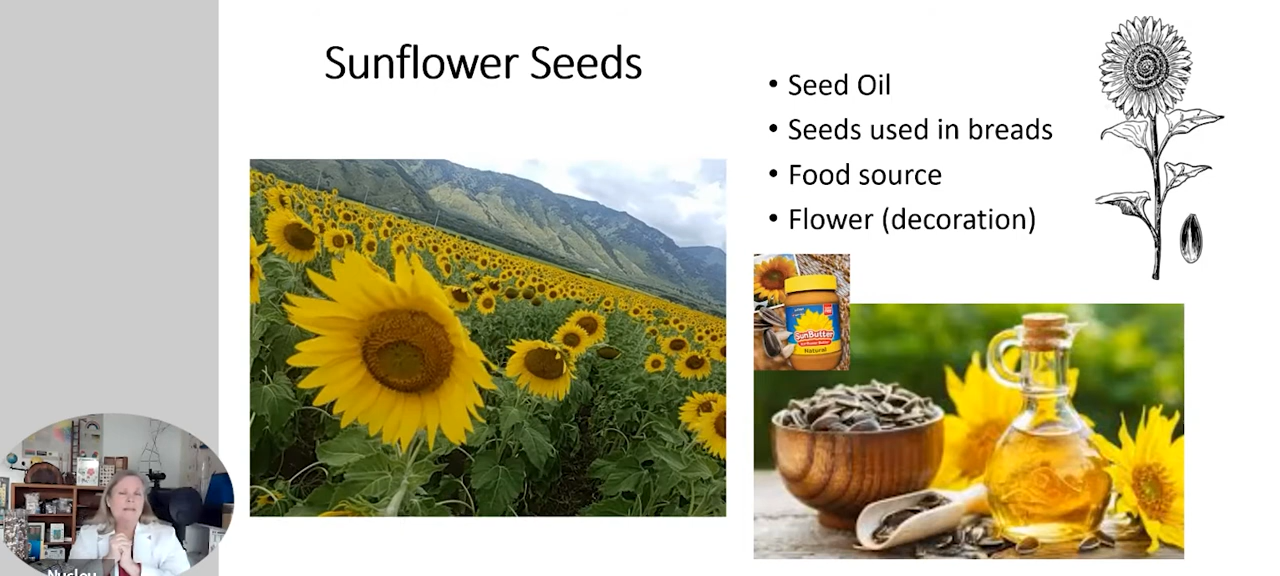 Sunflower Seeds
• Seed Oil
• Seeds used in breads
• Food source
• Flower (decoration)
SunButter
Natural